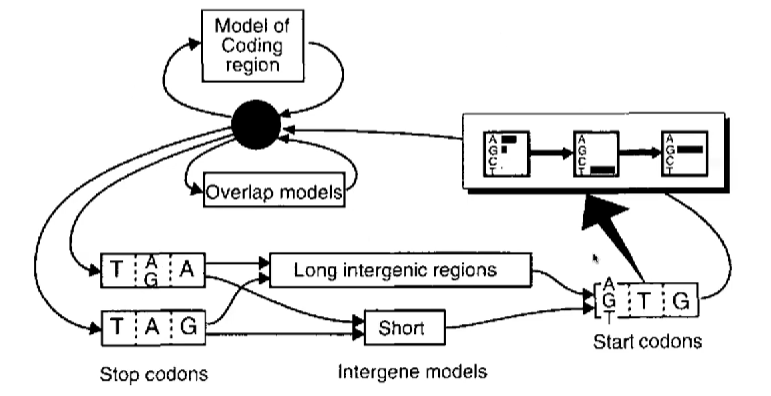 Model of
Coding
region
A
G
C
T
A
G
C
T
A
G
C
T
Overlap models
T A G A
Long intergenic regions
A G T T G
T A G
Short
Start codons
Stop codons
Intergene models